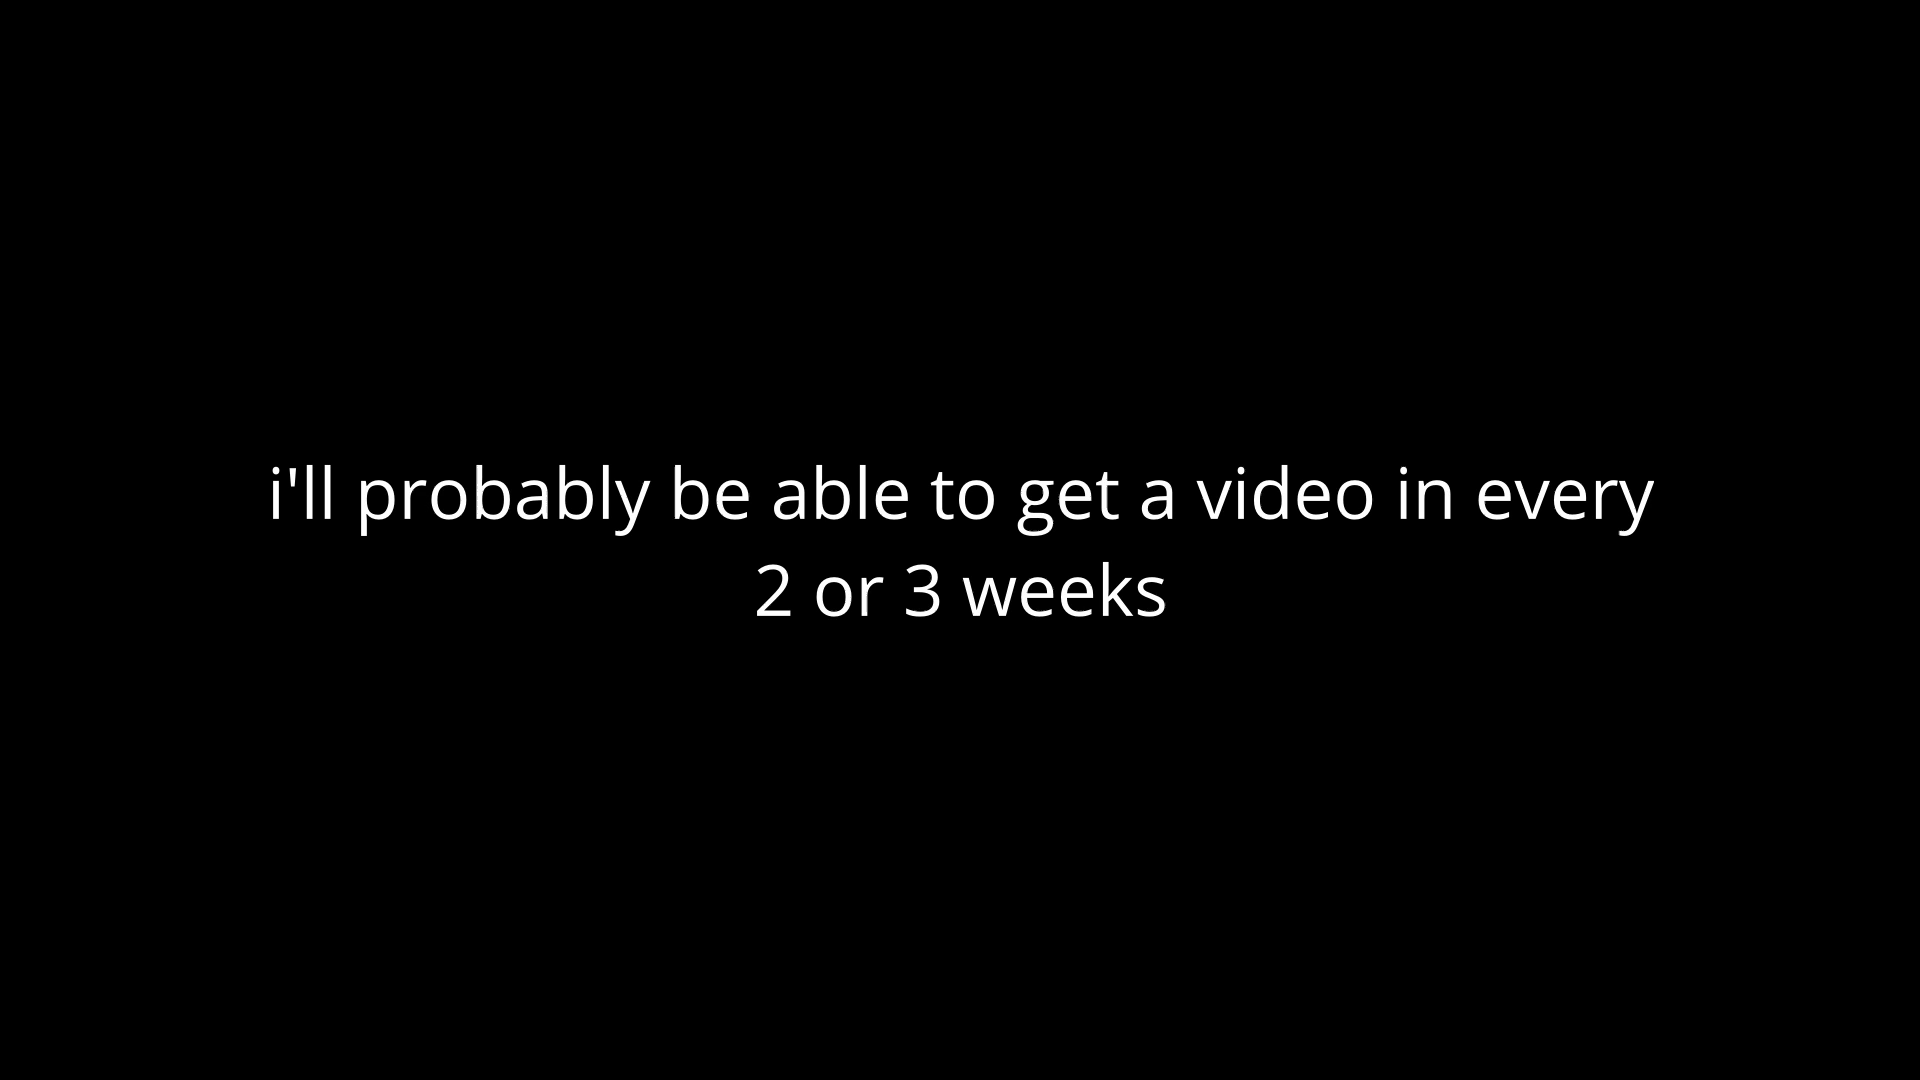 i'll probably be able to get a video in every
2 or 3 weeks